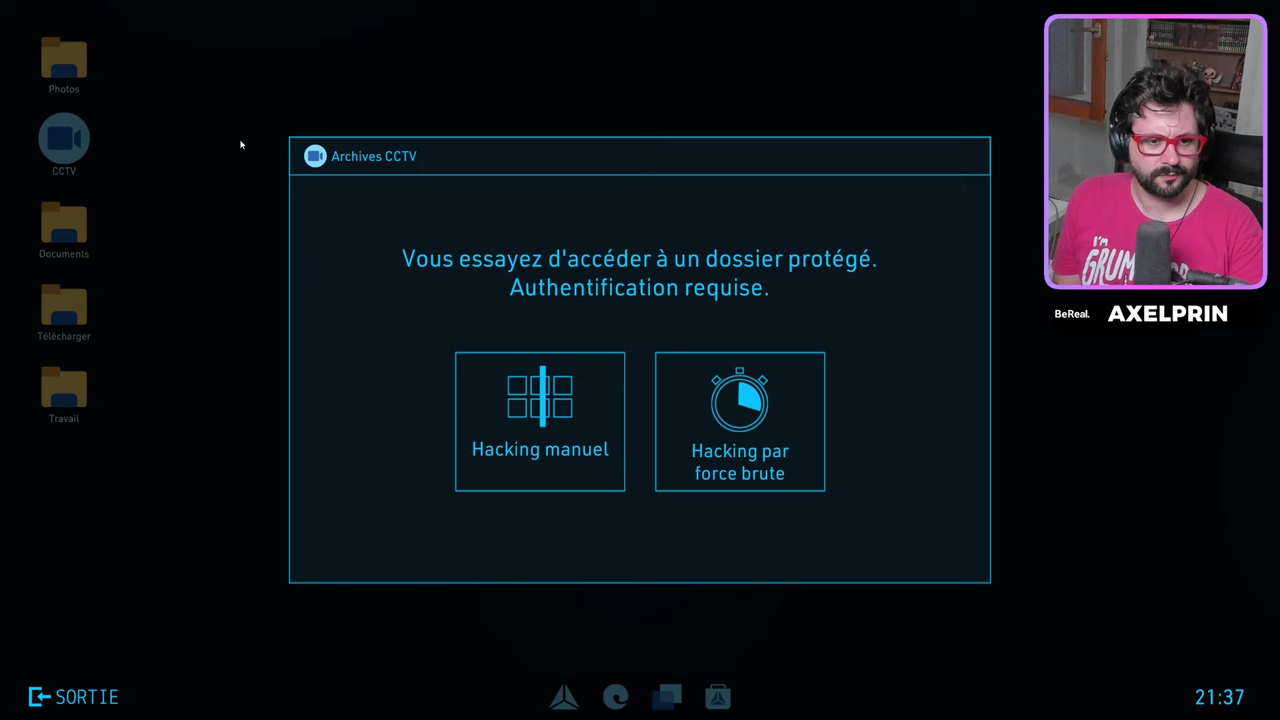 Photos
CCTV
Documents
Télécharger
Travail
Archives CCTV
Vous essayez d'accéder à un dossier protégé.
Authentification requise.
Hacking manuel
Hacking par
force brute
I'M
BeReal.
AXELPRIN
SORTIE
21:37